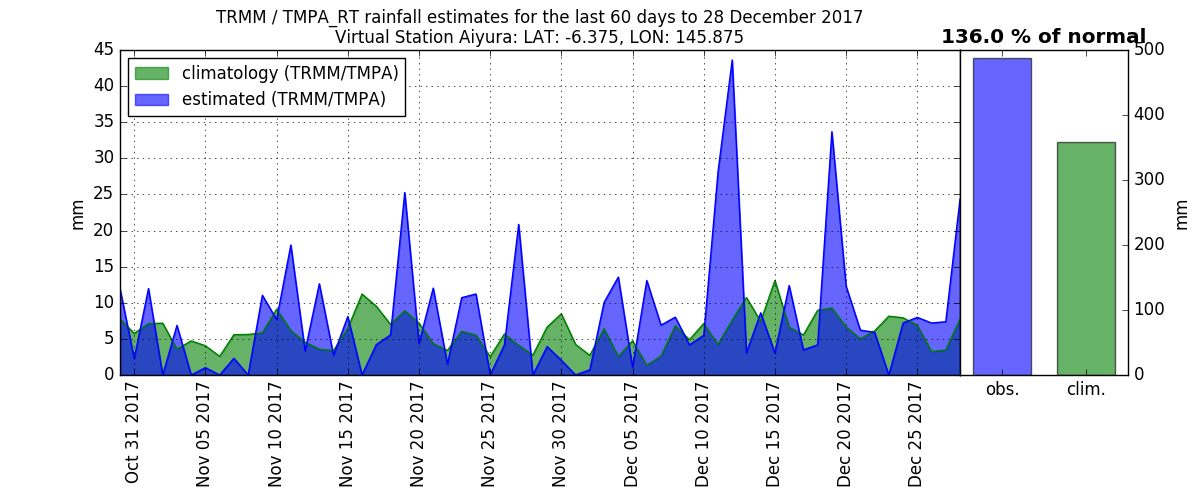 TRMM / TMPA_RT rainfall estimates for the last 60 days to 28 December 2017
Virtual Station Aiyura: LAT: -6.375, LON: 145.875
136.0 % of normal
climatology (TRMM/TMPA)
estimated (TRMM/TMPA)
mm
45
40
35
30
25
20
15
10
5
0
Oct 31 2017
Nov 05 2017
Nov 10 2017
Nov 15 2017
Nov 20 2017
Nov 25 2017
Nov 30 2017
Dec 05 2017
Dec 10 2017
Dec 15 2017
Dec 20 2017
Dec 25 2017
500
400
300
200
100
0
mm
obs.
clim.